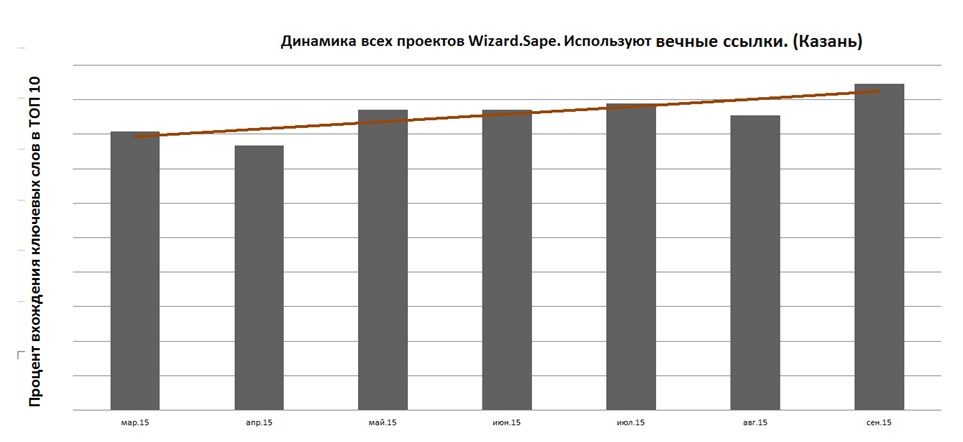 Динамика всех проектов Wizard.Sape. Используют вечные ссылки. (Казань)
Процент вхождения ключевых слов в ТОП 10
мар.15 апр.15 май.15 июн.15 июл.15 авг.15 сен.15